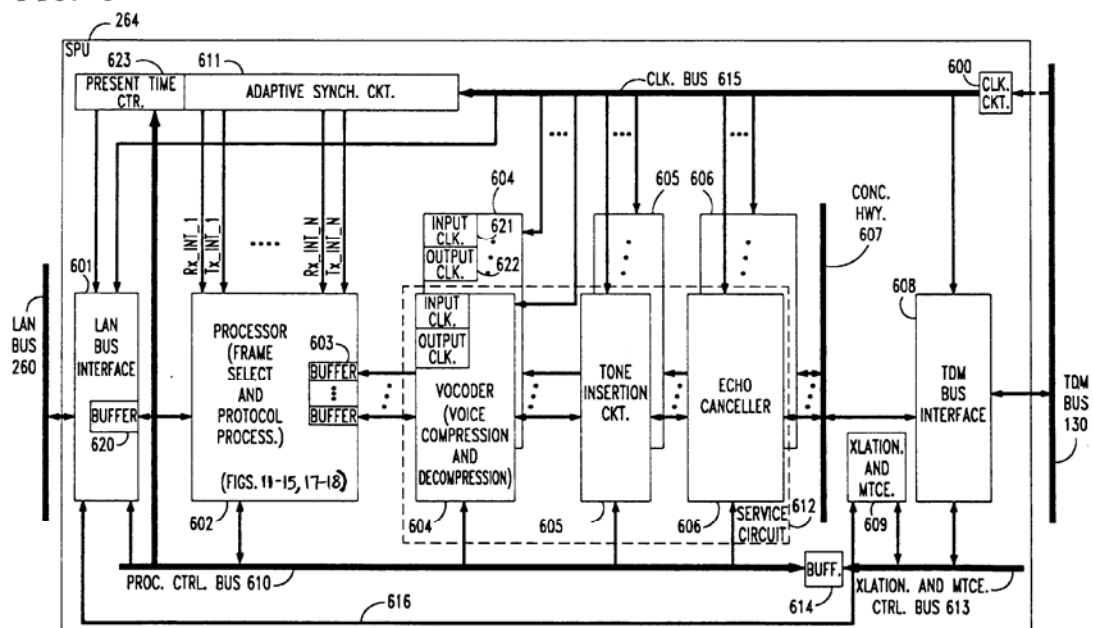 264
SPU
623
611
PRESENT TIME
CTR.
ADAPTIVE SYNCH. CKT.
CLK. BUS 615
600
CLK.
CKT.
Rx_INT_1
Tx_INT_1
Rx_INT_N
Tx_INT_N
604
INPUT
CLK.
621
OUTPUT
CLK.
622
605
606
CONC.
HWY.
607
601
LAN
BUS
260
LAN
BUS
INTERFACE
BUFFER
620
PROCESSOR
(FRAME
SELECT
AND
PROTOCOL
PROCESS.)
(FIGS. 11-15, 17-18)
602
603
BUFFER
BUFFER
INPUT
CLK.
OUTPUT
CLK.
VOCODER
(VOICE
COMPRESSION
AND
DECOMPRESSION)
604
TONE
INSERTION
CKT.
605
ECHO
CANCELLER
606
SERVICE
CIRCUIT
612
608
TDM
BUS
INTERFACE
TDM
BUS
130
XLATION.
AND
MTCE.
609
PROC. CTRL. BUS 610
BUFF.
614
XLATION. AND MTCE.
CTRL. BUS 613
616